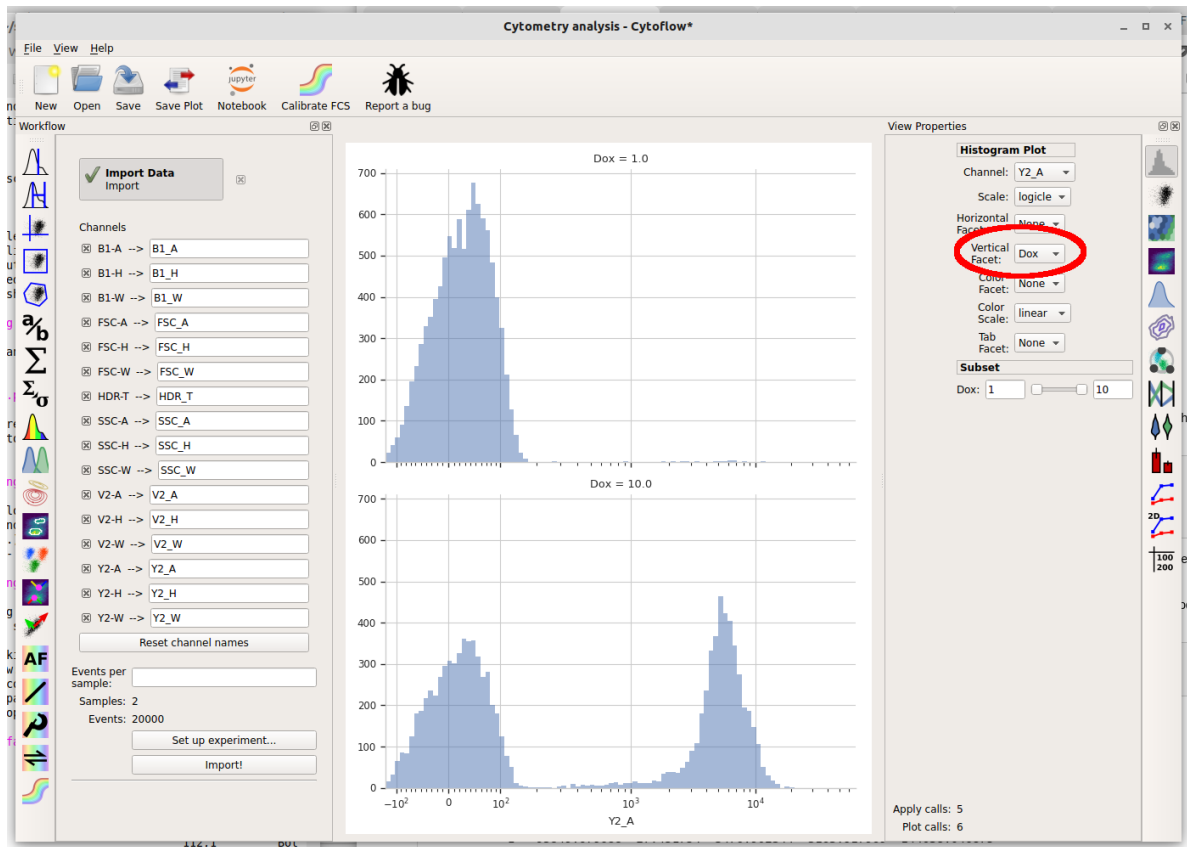 Cytometry analysis - Cytoflow*
File View Help
New Open Save Save Plot Notebook Calibrate FCS Report a bug
jupyter
Workflow
Import Data
Import
Channels
B1-A --> B1_A
B1-H --> B1_H
B1-W --> B1_W
FSC-A --> FSC_A
FSC-H --> FSC_H
FSC-W --> FSC_W
HDR-T --> HDR_T
SSC-A --> SSC_A
SSC-H --> SSC_H
SSC-W --> SSC_W
V2-A --> V2_A
V2-H --> V2_H
V2-W --> V2_W
Y2-A --> Y2_A
Y2-H --> Y2_H
Y2-W --> Y2_W
Reset channel names
Events per
sample:
Samples: 2
Events: 20000
Set up experiment...
Import!
a/b
Σ
Σ,σ
AF
Dox = 1.0
700
600
500
400
300
200
100
0
Dox = 10.0
700
600
500
400
300
200
100
0
−10² 0 10² 10³ 10⁴
Y2_A
View Properties
Histogram Plot
Channel: Y2_A
Scale: logicle
Horizontal
None
Vertical
Facet: Dox
Color
Facet: None
Color
Scale: linear
Tab
Facet: None
Subset
Dox: 1 10
2D
100
200
Apply calls: 5
Plot calls: 6